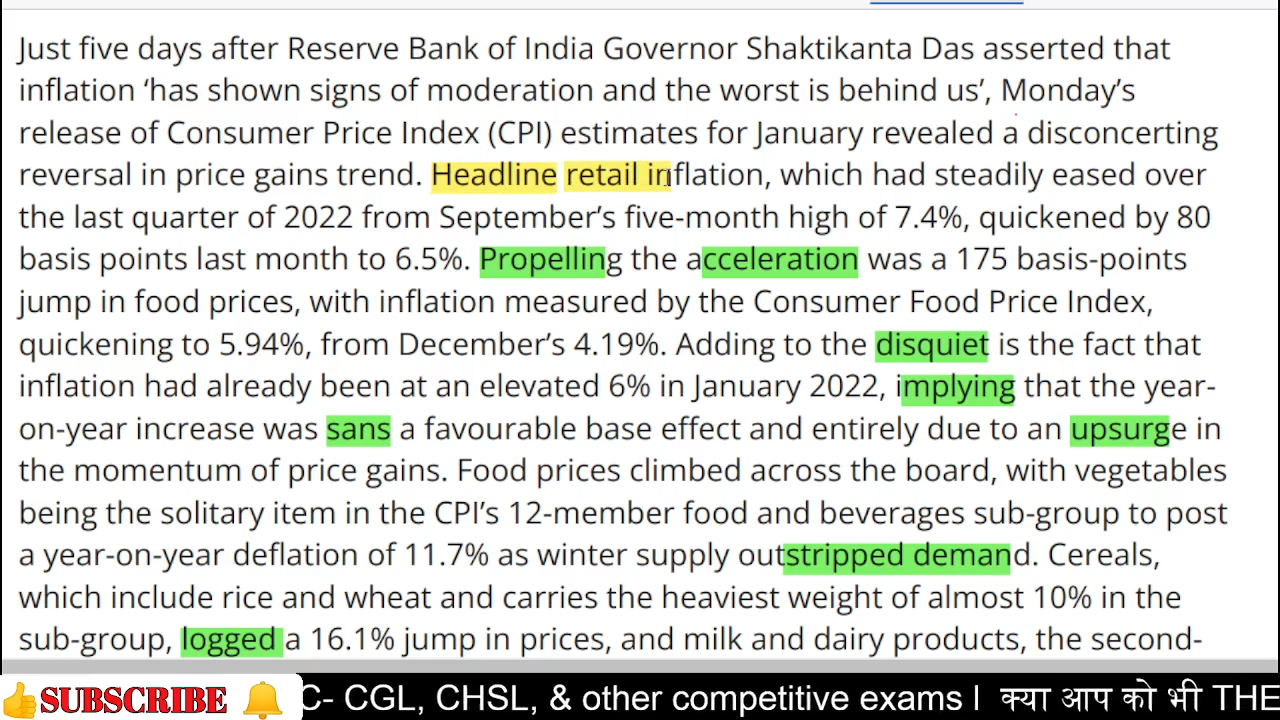 Just five days after Reserve Bank of India Governor Shaktikanta Das asserted that
inflation ‘has shown signs of moderation and the worst is behind us’, Monday’s
release of Consumer Price Index (CPI) estimates for January revealed a disconcerting
reversal in price gains trend. Headline retail inflation, which had steadily eased over
the last quarter of 2022 from September’s five-month high of 7.4%, quickened by 80
basis points last month to 6.5%. Propelling the acceleration was a 175 basis-points
jump in food prices, with inflation measured by the Consumer Food Price Index,
quickening to 5.94%, from December’s 4.19%. Adding to the disquiet is the fact that
inflation had already been at an elevated 6% in January 2022, implying that the year-
on-year increase was sans a favourable base effect and entirely due to an upsurge in
the momentum of price gains. Food prices climbed across the board, with vegetables
being the solitary item in the CPI’s 12-member food and beverages sub-group to post
a year-on-year deflation of 11.7% as winter supply outstripped demand. Cereals,
which include rice and wheat and carries the heaviest weight of almost 10% in the
sub-group, logged a 16.1% jump in prices, and milk and dairy products, the second-
SUBSCRIBE C- CGL, CHSL, & other competitive exams l क्या आप को भी THE